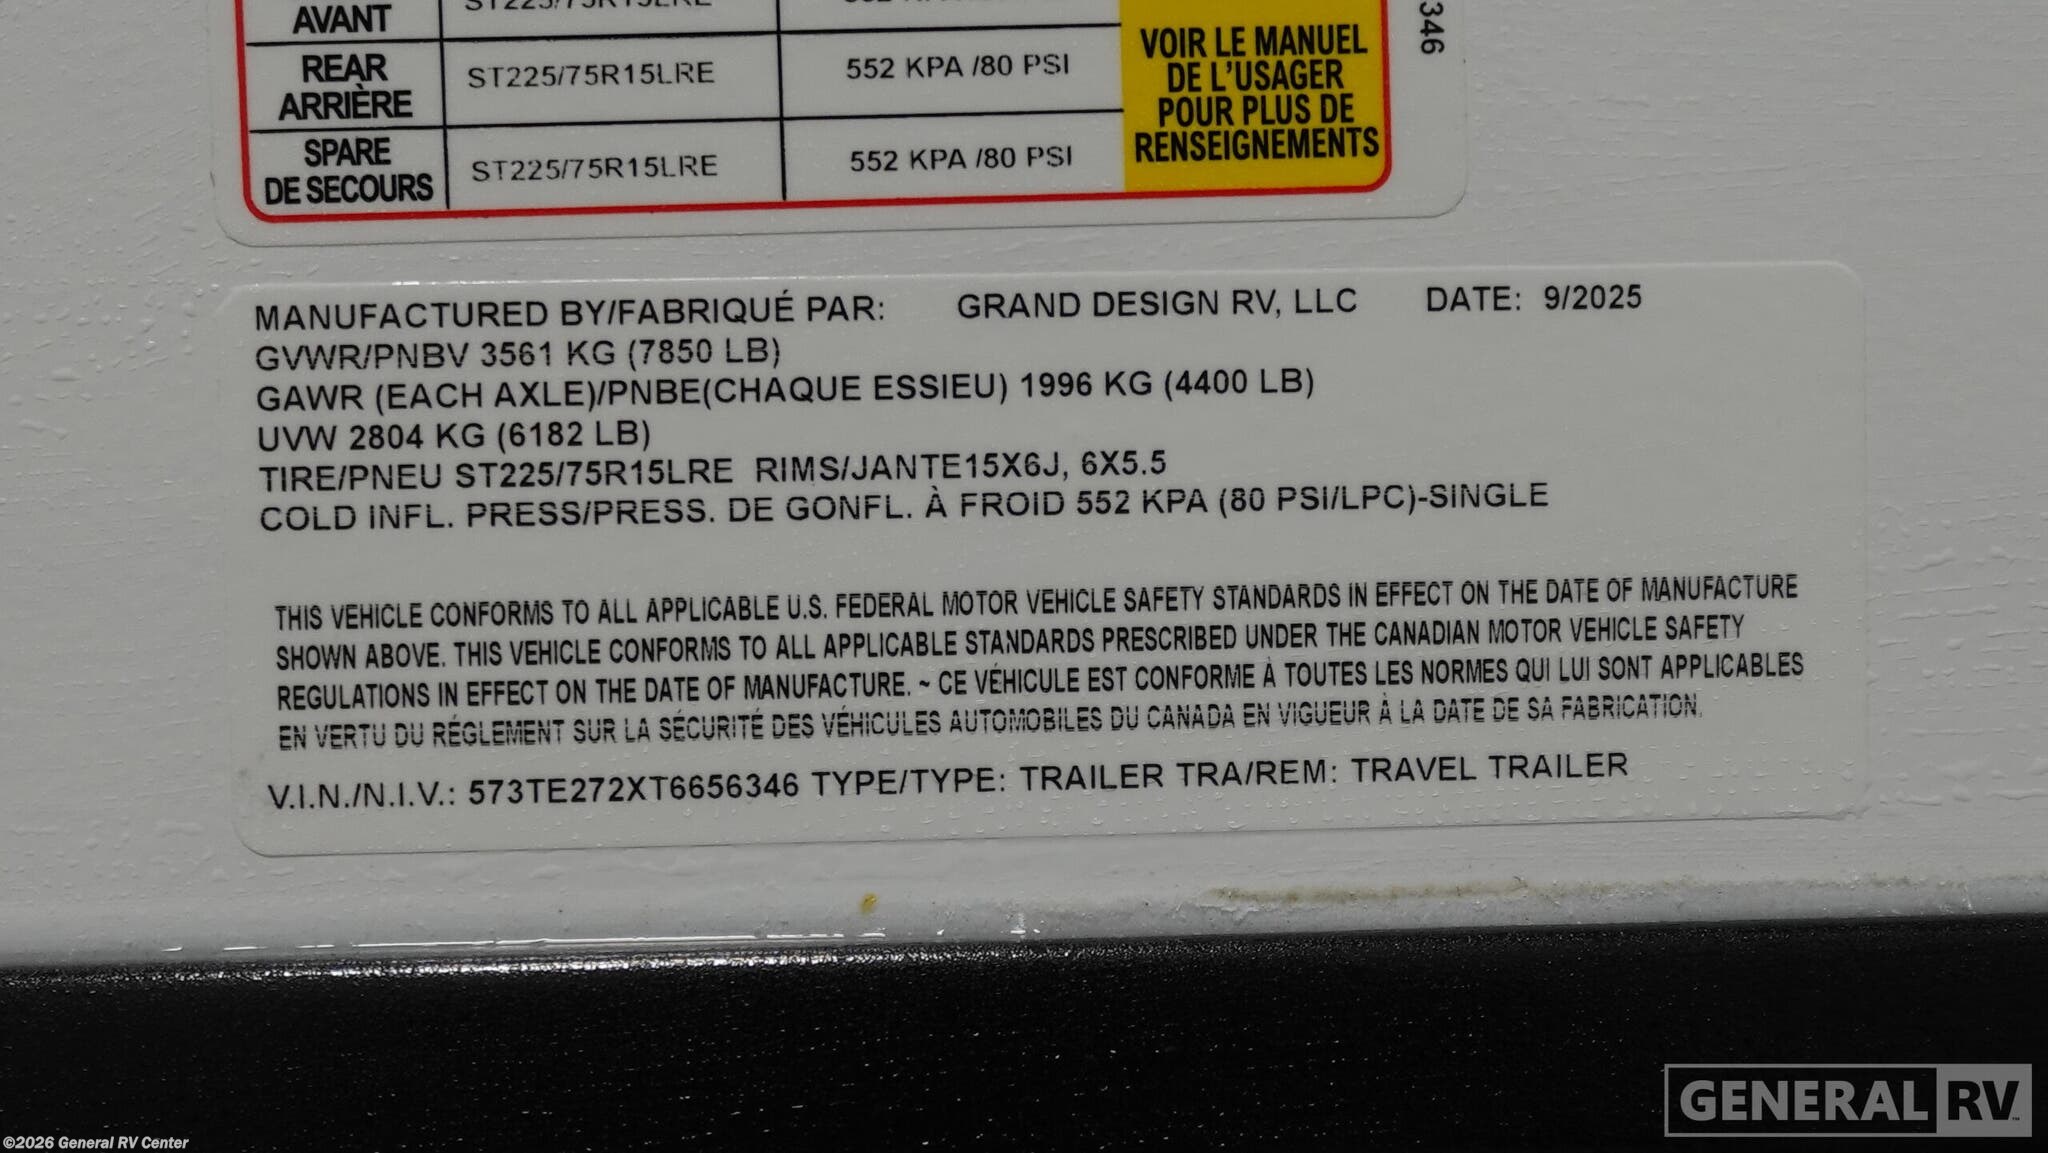 AVANT
ST225/75R15LRE
346
REAR
ARRIÈRE
ST225/75R15LRE
552 KPA /80 PSI
SPARE
DE SECOURS
ST225/75R15LRE
552 KPA /80 PSI
VOIR LE MANUEL
DE L'USAGER
POUR PLUS DE
RENSEIGNEMENTS
MANUFACTURED BY/FABRIQUÉ PAR: GRAND DESIGN RV, LLC DATE: 9/2025
GVWR/PNBV 3561 KG (7850 LB)
GAWR (EACH AXLE)/PNBE(CHAQUE ESSIEU) 1996 KG (4400 LB)
UVW 2804 KG (6182 LB)
TIRE/PNEU ST225/75R15LRE RIMS/JANTE15X6J, 6X5.5
COLD INFL. PRESS/PRESS. DE GONFL. À FROID 552 KPA (80 PSI/LPC)-SINGLE
THIS VEHICLE CONFORMS TO ALL APPLICABLE U.S. FEDERAL MOTOR VEHICLE SAFETY STANDARDS IN EFFECT ON THE DATE OF MANUFACTURE
SHOWN ABOVE. THIS VEHICLE CONFORMS TO ALL APPLICABLE STANDARDS PRESCRIBED UNDER THE CANADIAN MOTOR VEHICLE SAFETY
REGULATIONS IN EFFECT ON THE DATE OF MANUFACTURE. ~ CE VÉHICULE EST CONFORME À TOUTES LES NORMES QUI LUI SONT APPLICABLES
EN VERTU DU RÉGLEMENT SUR LA SÉCURITÉ DES VÉHICULES AUTOMOBILES DU CANADA EN VIGUEUR À LA DATE DE SA FABRICATION.
V.I.N./N.I.V.: 573TE272XT6656346 TYPE/TYPE: TRAILER TRA/REM: TRAVEL TRAILER
GENERAL RV
©2026 General RV Center